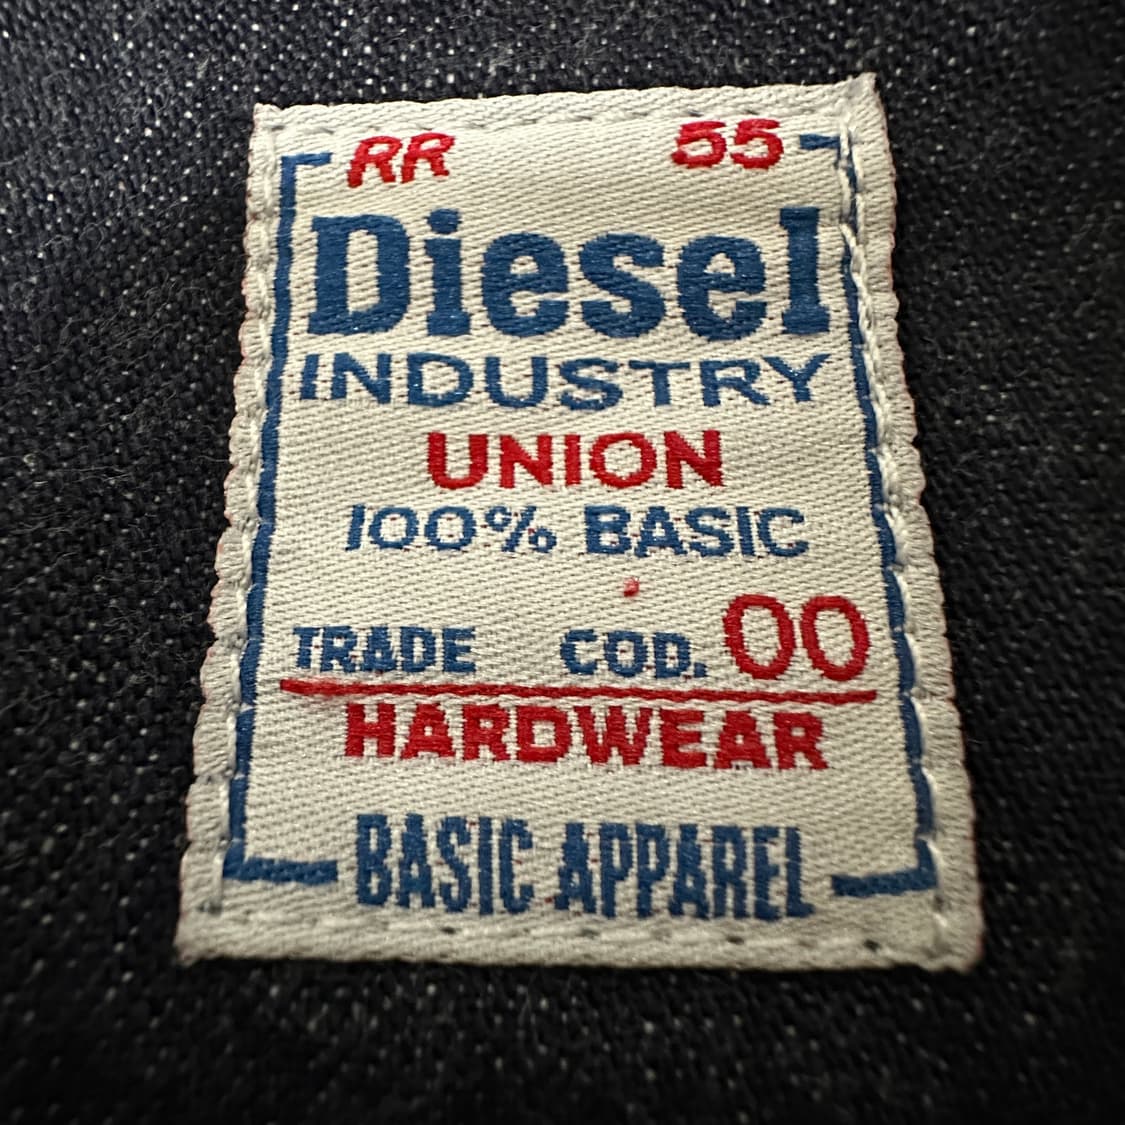 RR 55
Diesel
INDUSTRY
UNION
100% BASIC
TRADE COD. 00
HARDWEAR
BASIC APPAREL